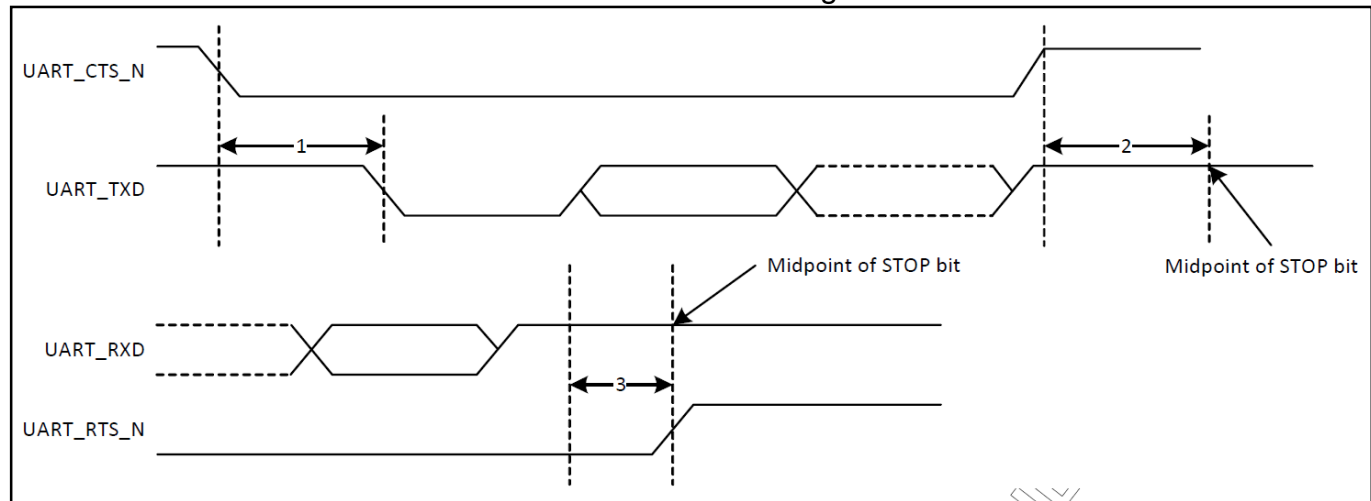 UART_CTS_N
1
2
UART_TXD
Midpoint of STOP bit
Midpoint of STOP bit
UART_RXD
3
UART_RTS_N